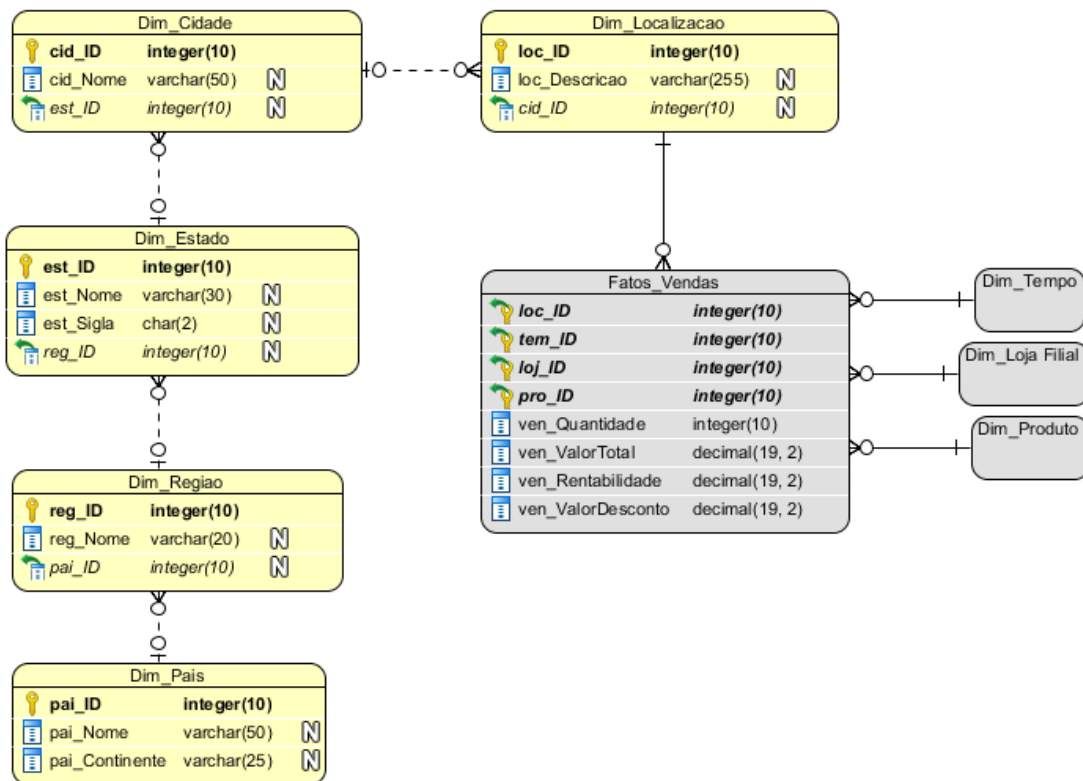 Dim_Cidade
cid_ID integer(10)
cid_Nome varchar(50) N
est_ID integer(10) N
Dim_Localizacao
loc_ID integer(10)
loc_Descricao varchar(255) N
cid_ID integer(10) N
Dim_Estado
est_ID integer(10)
est_Nome varchar(30) N
est_Sigla char(2) N
reg_ID integer(10) N
Fatos_Vendas
loc_ID integer(10)
tem_ID integer(10)
loj_ID integer(10)
pro_ID integer(10)
ven_Quantidade integer(10)
ven_ValorTotal decimal(19, 2)
ven_Rentabilidade decimal(19, 2)
ven_ValorDesconto decimal(19, 2)
Dim_Tempo
Dim_Loja Filial
Dim_Produto
Dim_Regiao
reg_ID integer(10)
reg_Nome varchar(20) N
pai_ID integer(10) N
Dim_Pais
pai_ID integer(10)
pai_Nome varchar(50) N
pai_Continente varchar(25) N